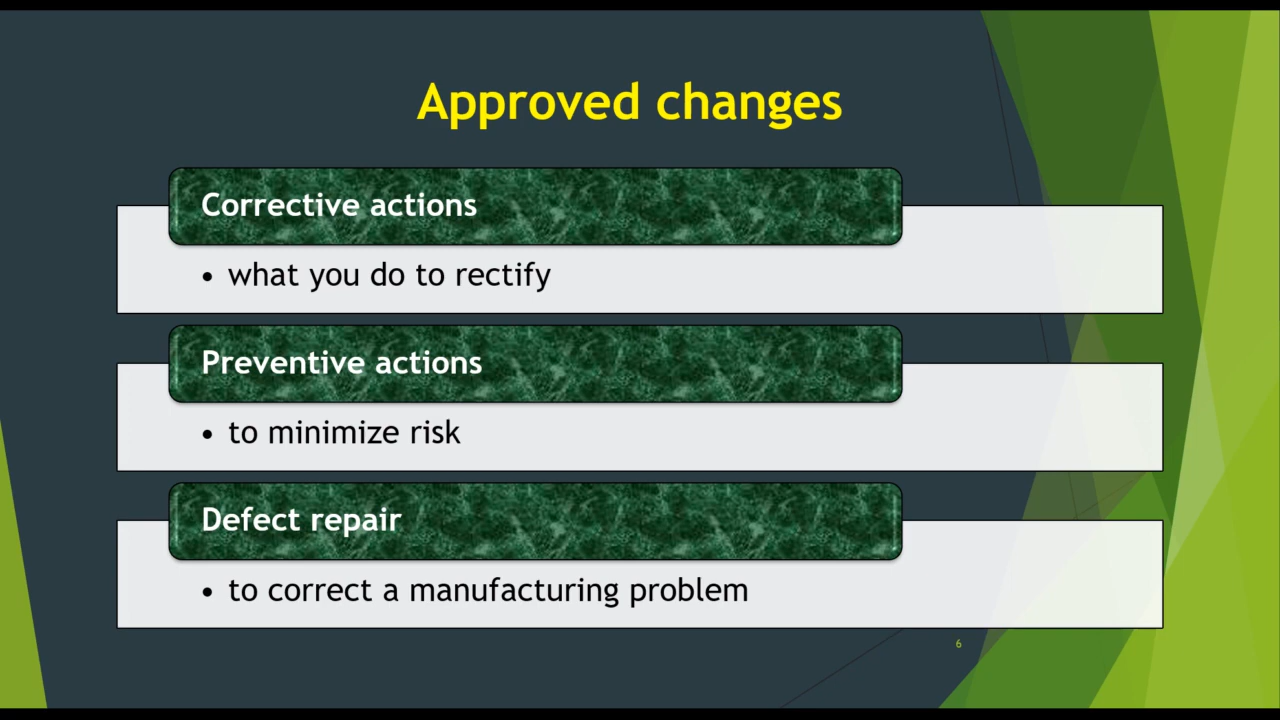 Approved changes
Corrective actions
• what you do to rectify
Preventive actions
• to minimize risk
Defect repair
• to correct a manufacturing problem
6